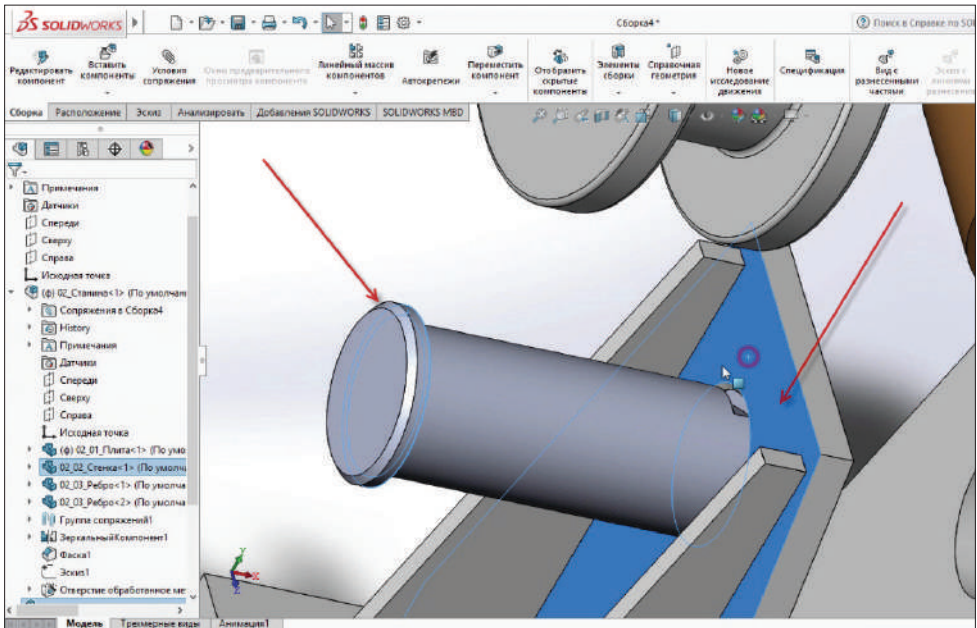 SOLIDWORKS
Сборка4 *
Поиск в Справке по SOL
Редактировать компонент
Вставить компоненты
Условия сопряжения
Окно предварительного просмотра компонента
Линейный массив компонентов
Автокрепежи
Переместить компонент
Отобразить скрытые компоненты
Элементы сборки
Справочная геометрия
Новое исследование движения
Спецификация
Вид с разнесенными частями
Сборка Расположение Эскиз Анализировать Добавления SOLIDWORKS SOLIDWORKS MBD
Примечания
Датчики
Спереди
Сверху
Справа
Исходная точка
(ф) 02_Станина<1> (По умолчан
Сопряжения в Сборка4
History
Примечания
Датчики
Спереди
Сверху
Справа
Исходная точка
(ф) 02_01_Плита<1> (По умо
02_02_Стенка<1> (По умолч
02_03_Ребро<1> (По умолча
02_03_Ребро<2> (По умолча
Группа сопряжений1
ЗеркальныйКомпонент1
Фаска1
Эскиз1
Отверстие обработанное ме
Y
X
Z
Модель Трехмерные виды Анимация1